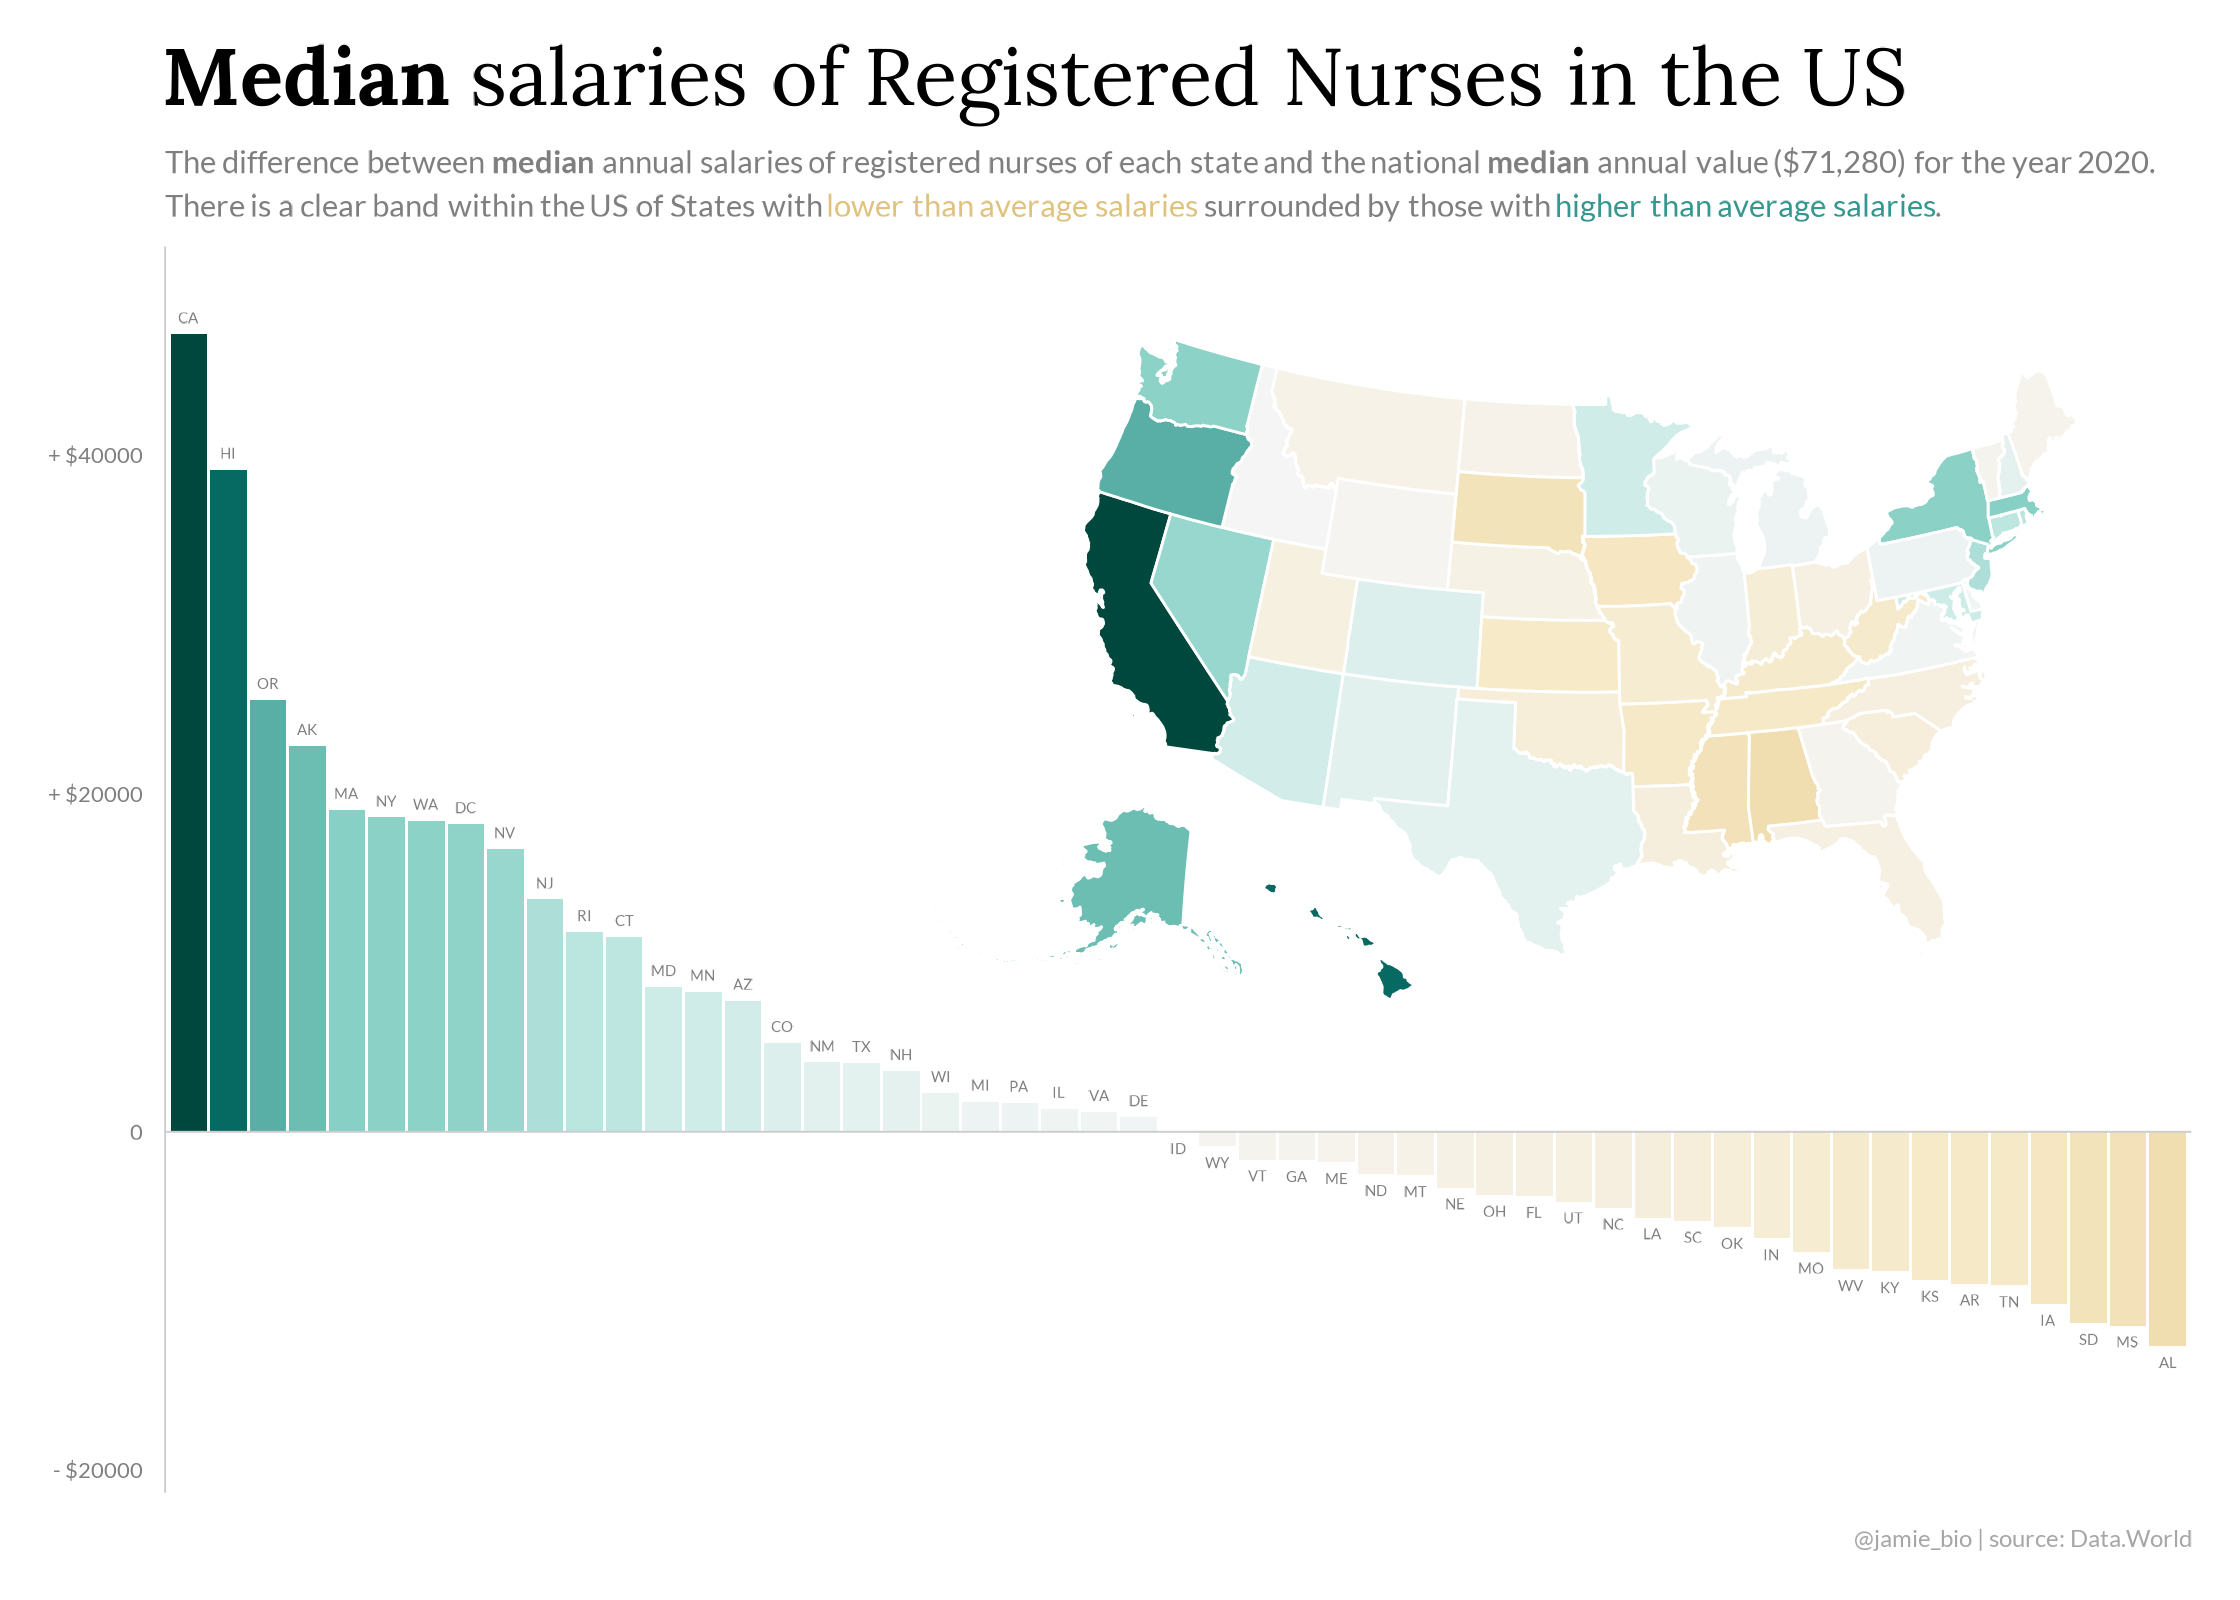 Median salaries of Registered Nurses in the US
The difference between median annual salaries of registered nurses of each state and the national median annual value ($71,280) for the year 2020.
There is a clear band within the US of States with lower than average salaries surrounded by those with higher than average salaries.
CA
+ $40000
HI
OR
AK
+ $20000
MA
NY
WA
DC
NV
NJ
RI
CT
MD
MN
AZ
CO
NM
TX
NH
WI
MI
PA
IL
VA
DE
0
ID
WY
VT
GA
ME
ND
MT
NE
OH
FL
UT
NC
LA
SC
OK
IN
MO
WV
KY
KS
AR
TN
IA
SD
MS
AL
- $20000
@jamie_bio | source: Data.World